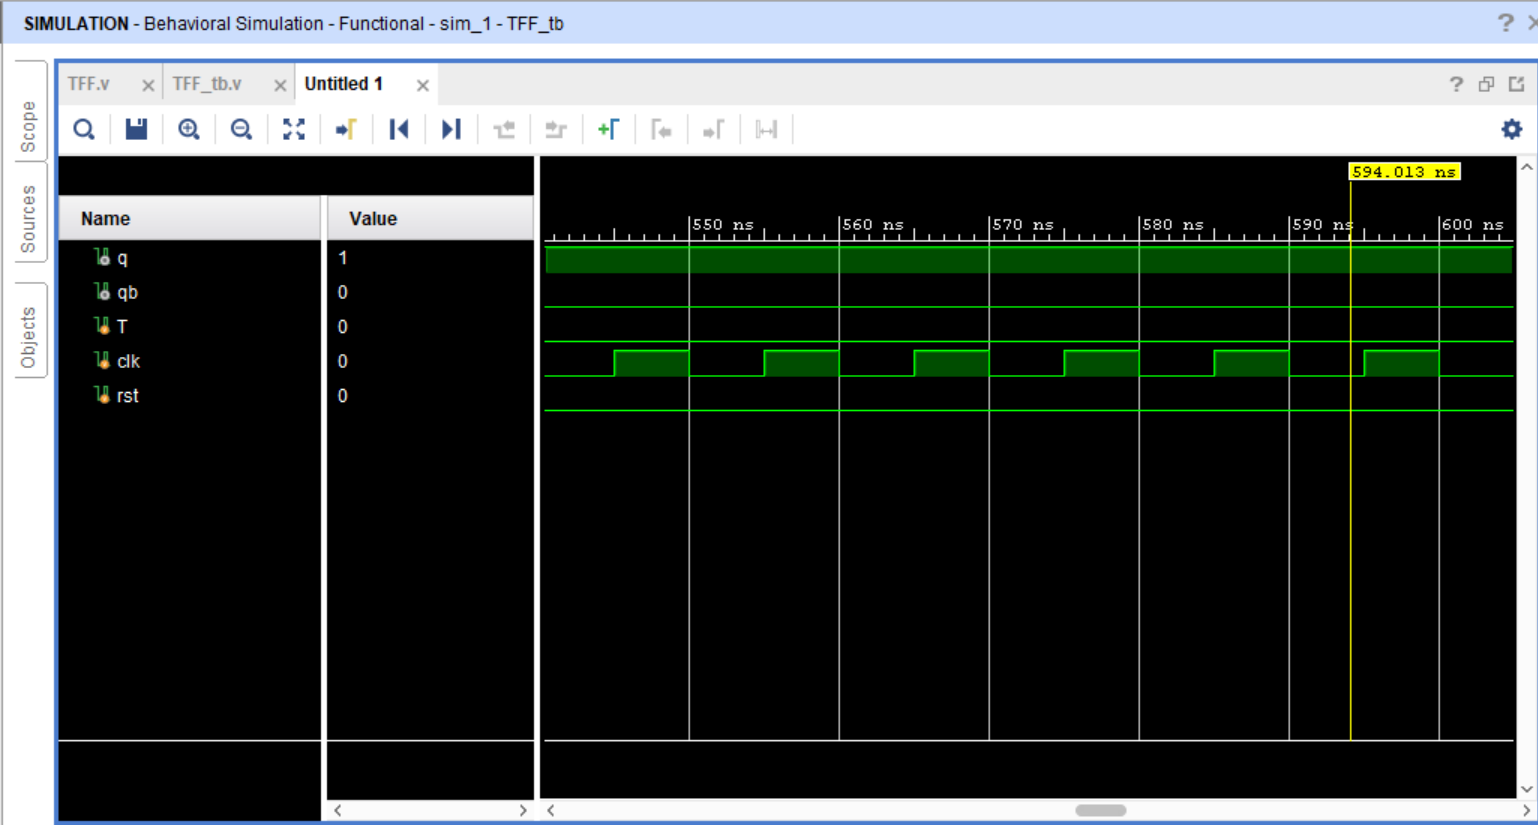 SIMULATION - Behavioral Simulation - Functional - sim_1 - TFF_tb
TFF.v
TFF_tb.v
Untitled 1
Scope
Sources
Objects
594.013 ns
Name
Value
550 ns
560 ns
570 ns
580 ns
590 ns
600 ns
q
1
qb
0
T
0
clk
0
rst
0